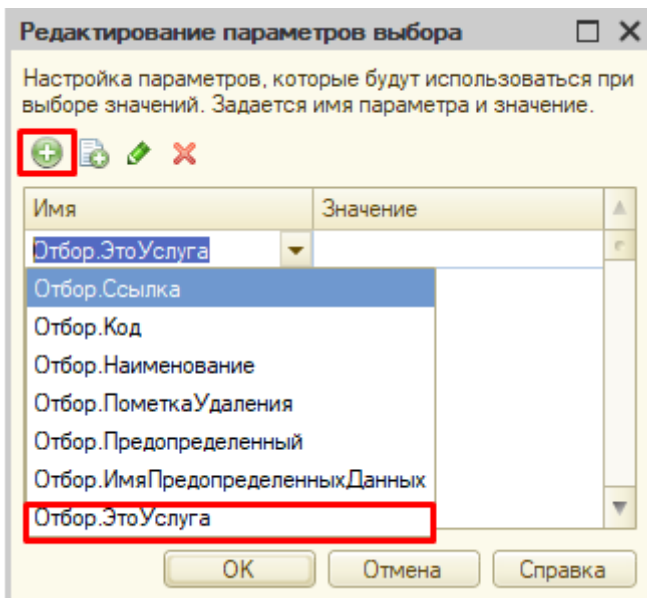 Редактирование параметров выбора
Настройка параметров, которые будут использоваться при
выборе значений. Задается имя параметра и значение.
Имя Значение
Отбор.ЭтоУслуга
Отбор.Ссылка
Отбор.Код
Отбор.Наименование
Отбор.ПометкаУдаления
Отбор.Предопределенный
Отбор.ИмяПредопределенныхДанных
Отбор.ЭтоУслуга
OK Отмена Справка